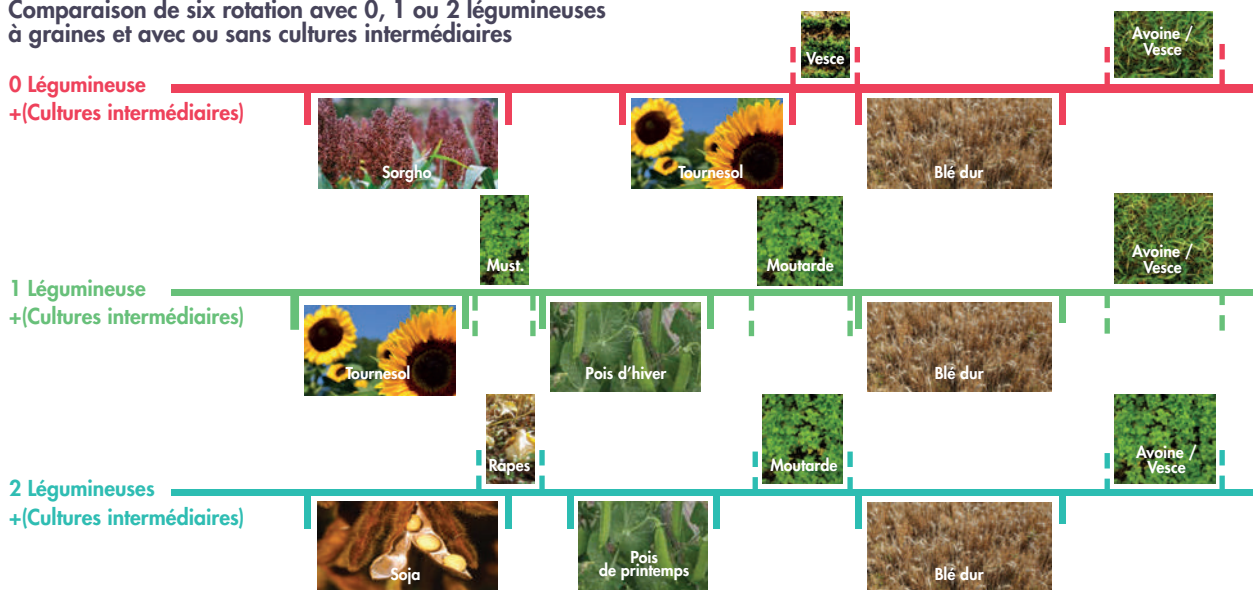 Comparaison de six rotation avec 0, 1 ou 2 légumineuses
à graines et avec ou sans cultures intermédiaires
Vesce
Avoine /
Vesce
0 Légumineuse
+(Cultures intermédiaires)
Sorgho
Tournesol
Blé dur
Must.
Moutarde
Avoine /
Vesce
1 Légumineuse
+(Cultures intermédiaires)
Tournesol
Pois d'hiver
Blé dur
Râpes
Moutarde
Avoine /
Vesce
2 Légumineuses
+(Cultures intermédiaires)
Soja
Pois
de printemps
Blé dur